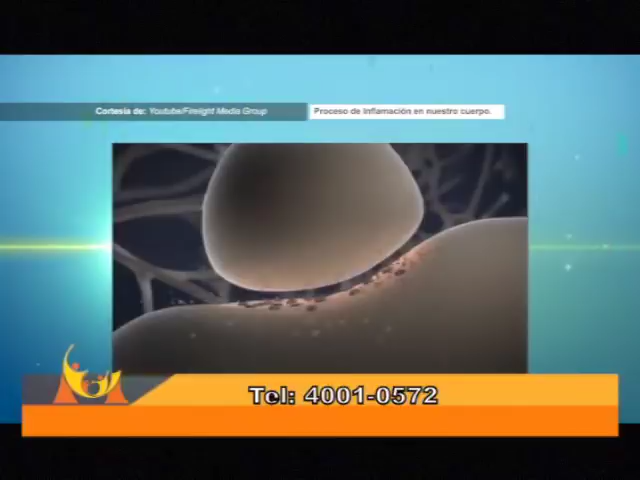 Cortesía de: Youtube/Firelight Media Group
Proceso de Inflamación en nuestro cuerpo.
Tel: 4001-0572